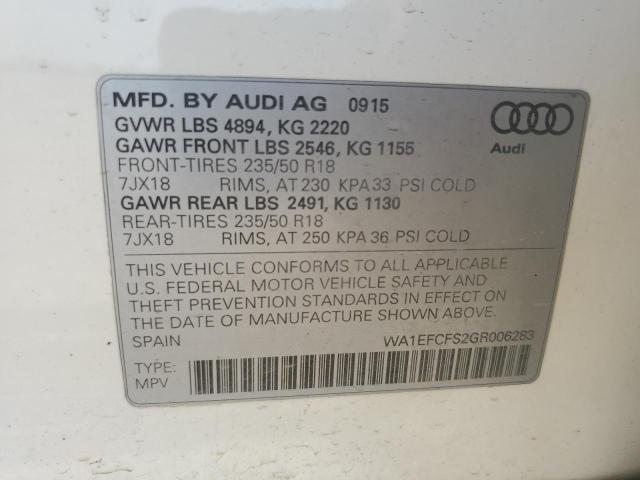 MFD. BY AUDI AG 0915
GVWR LBS 4894, KG 2220
GAWR FRONT LBS 2546, KG 1155
FRONT-TIRES 235/50 R18
7JX18 RIMS, AT 230 KPA 33 PSI COLD
GAWR REAR LBS 2491, KG 1130
REAR-TIRES 235/50 R18
7JX18 RIMS, AT 250 KPA 36 PSI COLD
Audi
THIS VEHICLE CONFORMS TO ALL APPLICABLE
U.S. FEDERAL MOTOR VEHICLE SAFETY AND
THEFT PREVENTION STANDARDS IN EFFECT ON
THE DATE OF MANUFACTURE SHOWN ABOVE.
SPAIN WA1EFCFS2GR006283
TYPE:
MPV